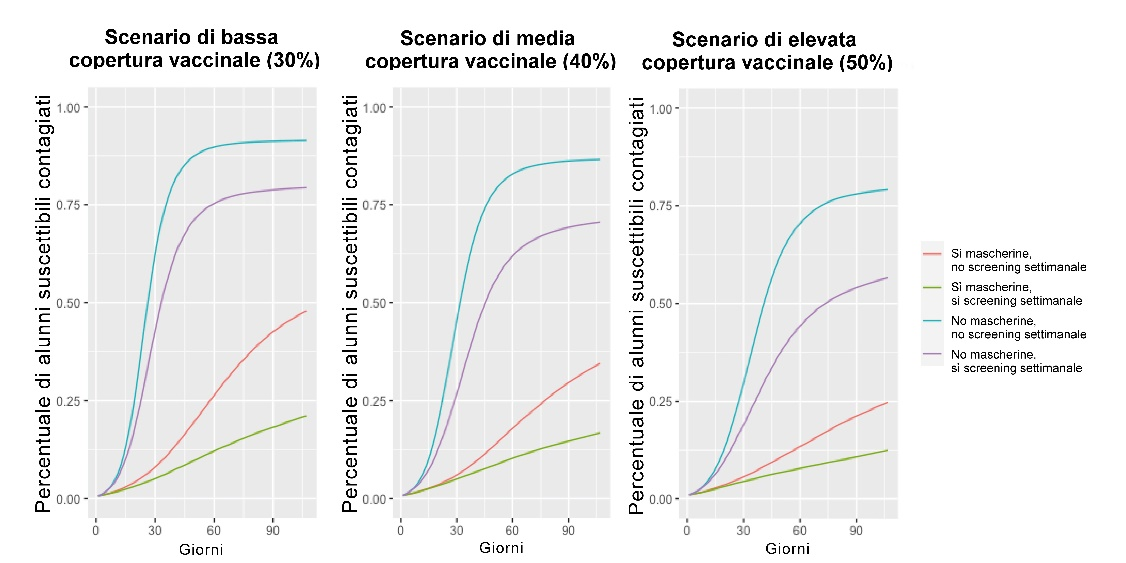 Scenario di bassa
copertura vaccinale (30%)
Scenario di media
copertura vaccinale (40%)
Scenario di elevata
copertura vaccinale (50%)
Percentuale di alunni suscettibili contagiati
1.00
0.75
0.50
0.25
0.00
0
30
60
90
Giorni
Percentuale di alunni suscettibili contagiati
1.00
0.75
0.50
0.25
0.00
0
30
60
90
Giorni
Percentuale di alunni suscettibili contagiati
1.00
0.75
0.50
0.25
0.00
0
30
60
90
Giorni
Sì mascherine,
no screening settimanale
Sì mascherine,
si screening settimanale
No mascherine,
no screening settimanale
No mascherine,
si screening settimanale